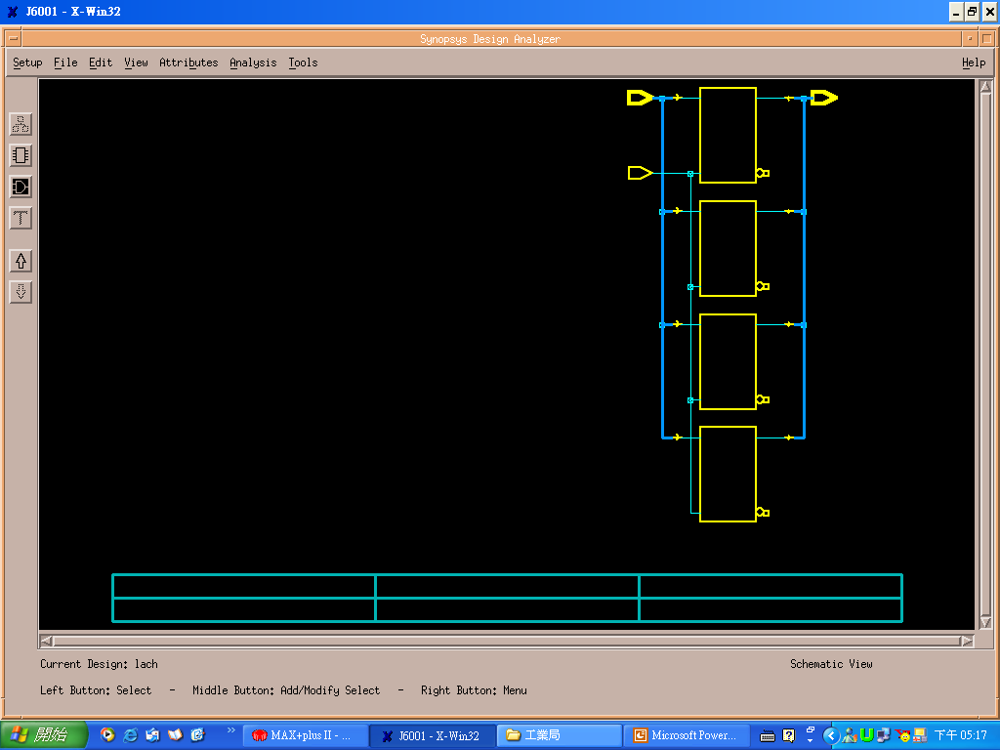 J6001 - X-Win32
Synopsys Design Analyzer
Setup File Edit View Attributes Analysis Tools Help
Current Design: lach Schematic View
Left Button: Select - Middle Button: Add/Modify Select - Right Button: Menu
開始 MAX+plus II - ... J6001 - X-Win32 工業局 Microsoft Power... 下午 05:17